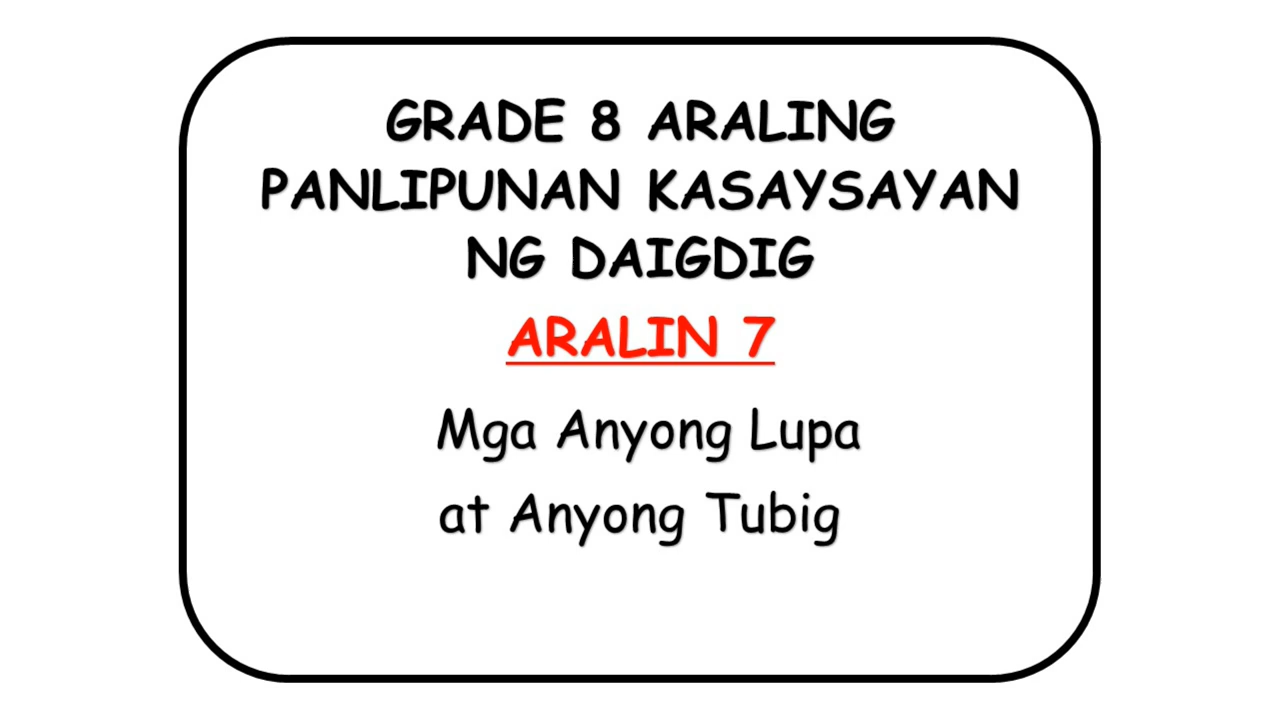 GRADE 8 ARALING
PANLIPUNAN KASAYSAYAN
NG DAIGDIG
ARALIN 7
Mga Anyong Lupa
at Anyong Tubig